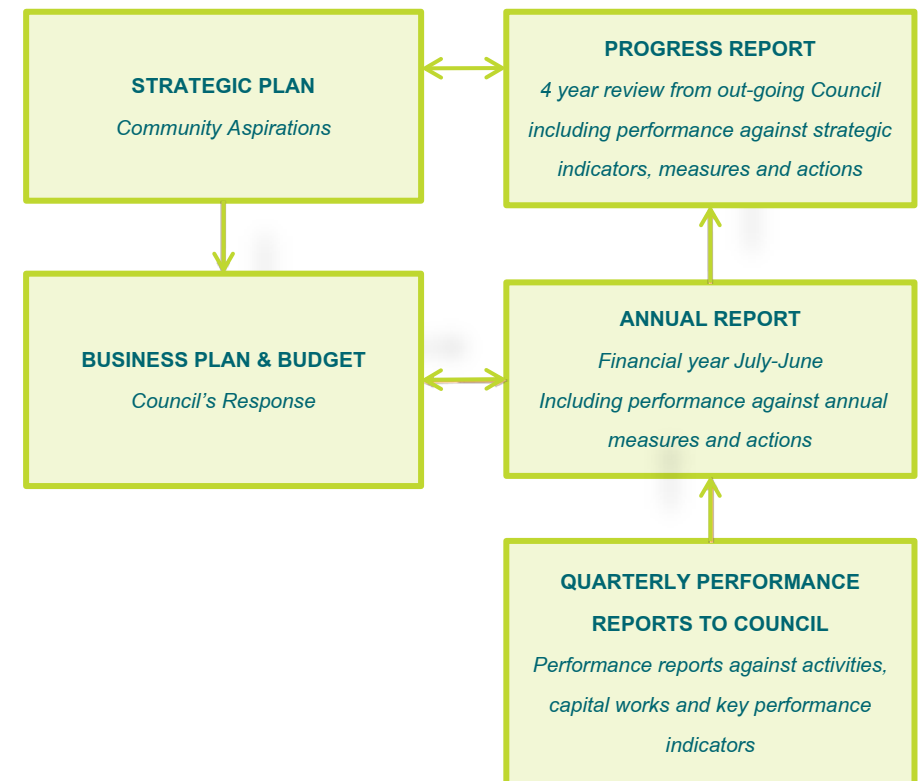 STRATEGIC PLAN
Community Aspirations
PROGRESS REPORT
4 year review from out-going Council
including performance against strategic
indicators, measures and actions
BUSINESS PLAN & BUDGET
Council's Response
ANNUAL REPORT
Financial year July-June
Including performance against annual
measures and actions
QUARTERLY PERFORMANCE
REPORTS TO COUNCIL
Performance reports against activities,
capital works and key performance
indicators